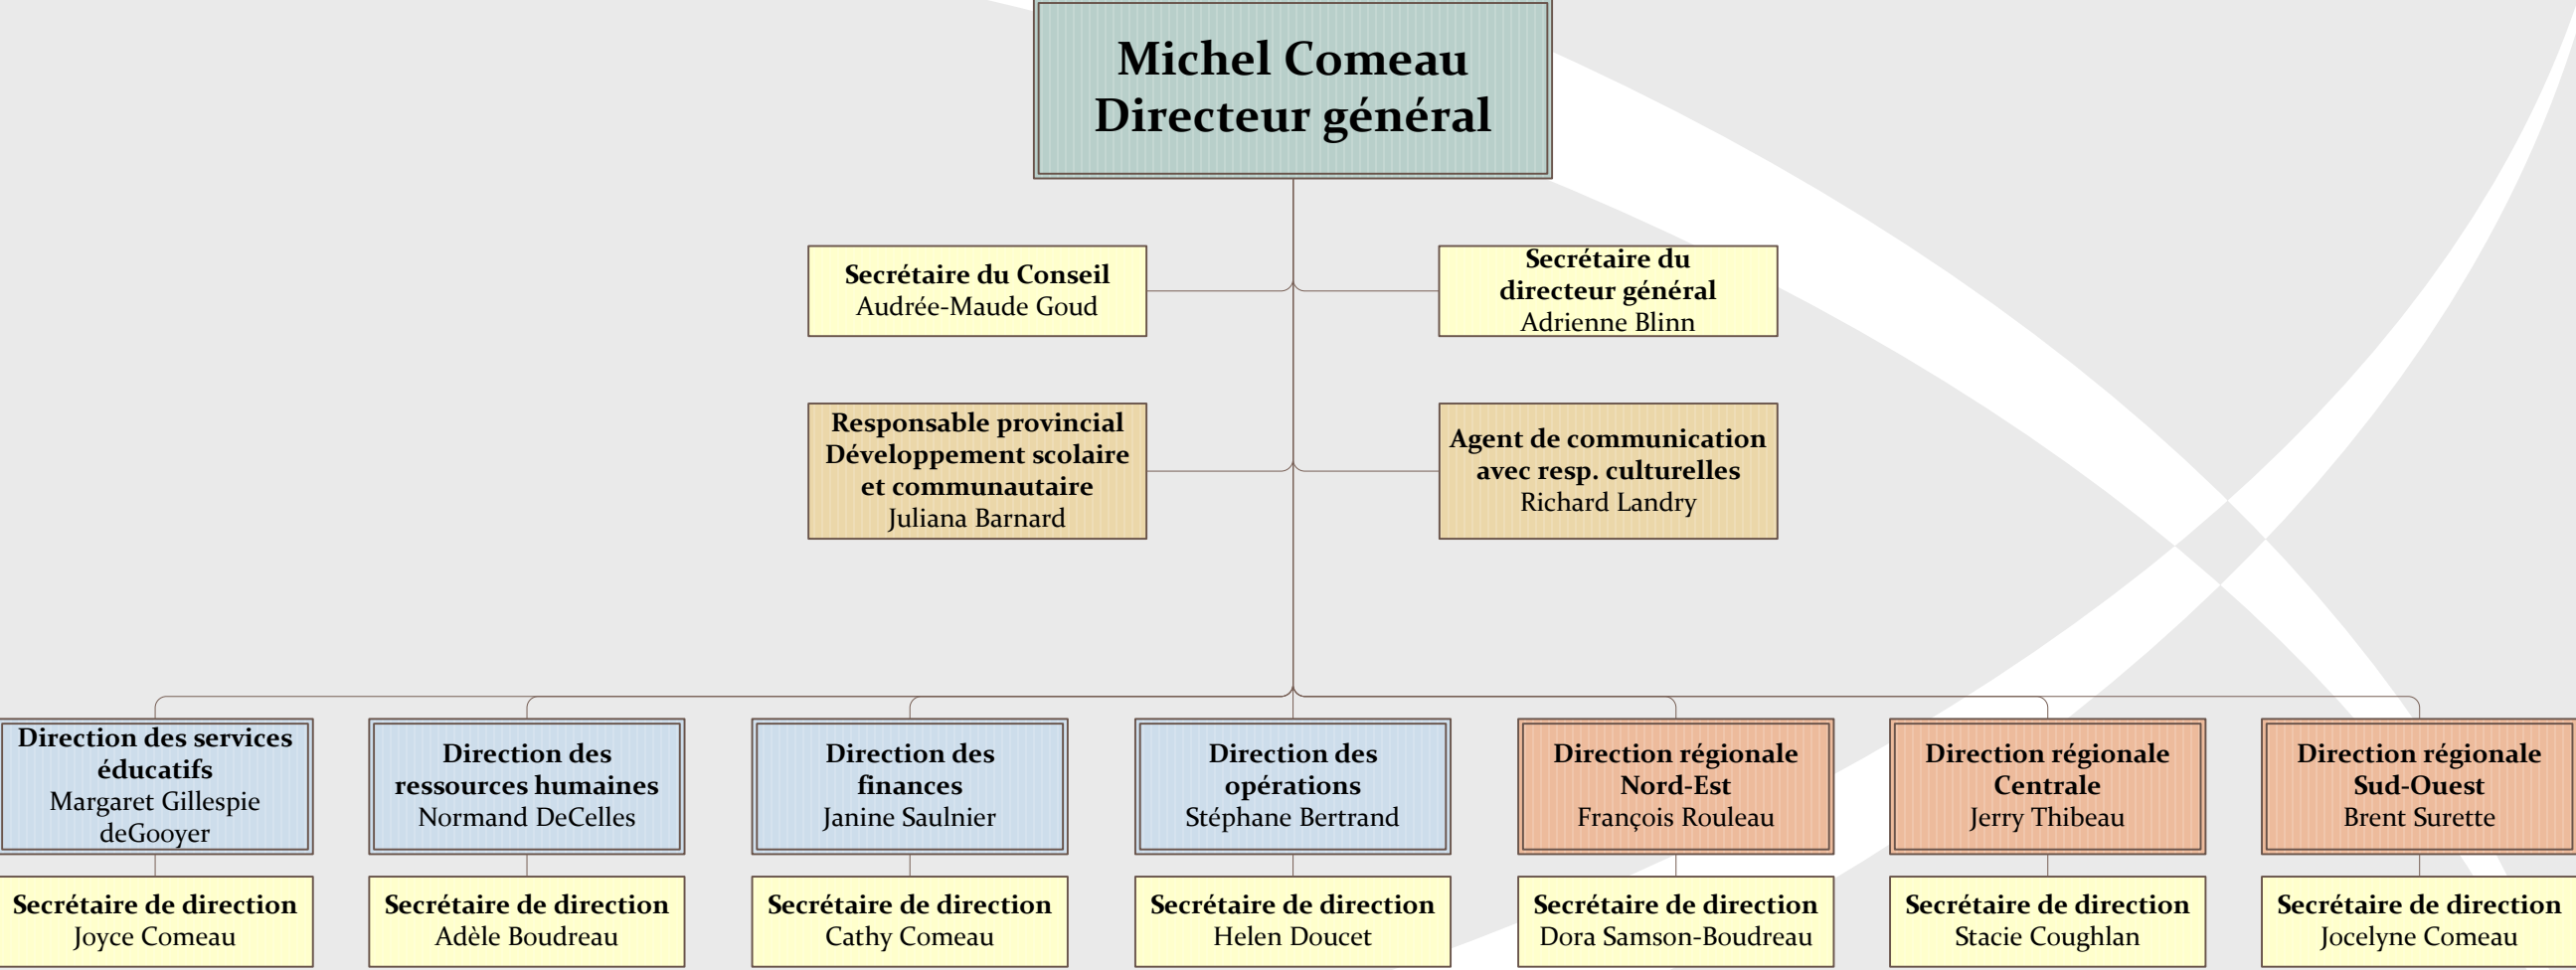 Michel Comeau
Directeur général
Secrétaire du Conseil
Audrée-Maude Goud
Secrétaire du
directeur général
Adrienne Blinn
Responsable provincial
Développement scolaire
et communautaire
Juliana Barnard
Agent de communication
avec resp. culturelles
Richard Landry
Direction des services
éducatifs
Margaret Gillespie
deGooyer
Direction des
ressources humaines
Normand DeCelles
Direction des
finances
Janine Saulnier
Direction des
opérations
Stéphane Bertrand
Direction régionale
Nord-Est
François Rouleau
Direction régionale
Centrale
Jerry Thibeau
Direction régionale
Sud-Ouest
Brent Surette
Secrétaire de direction
Joyce Comeau
Secrétaire de direction
Adèle Boudreau
Secrétaire de direction
Cathy Comeau
Secrétaire de direction
Helen Doucet
Secrétaire de direction
Dora Samson-Boudreau
Secrétaire de direction
Stacie Coughlan
Secrétaire de direction
Jocelyne Comeau